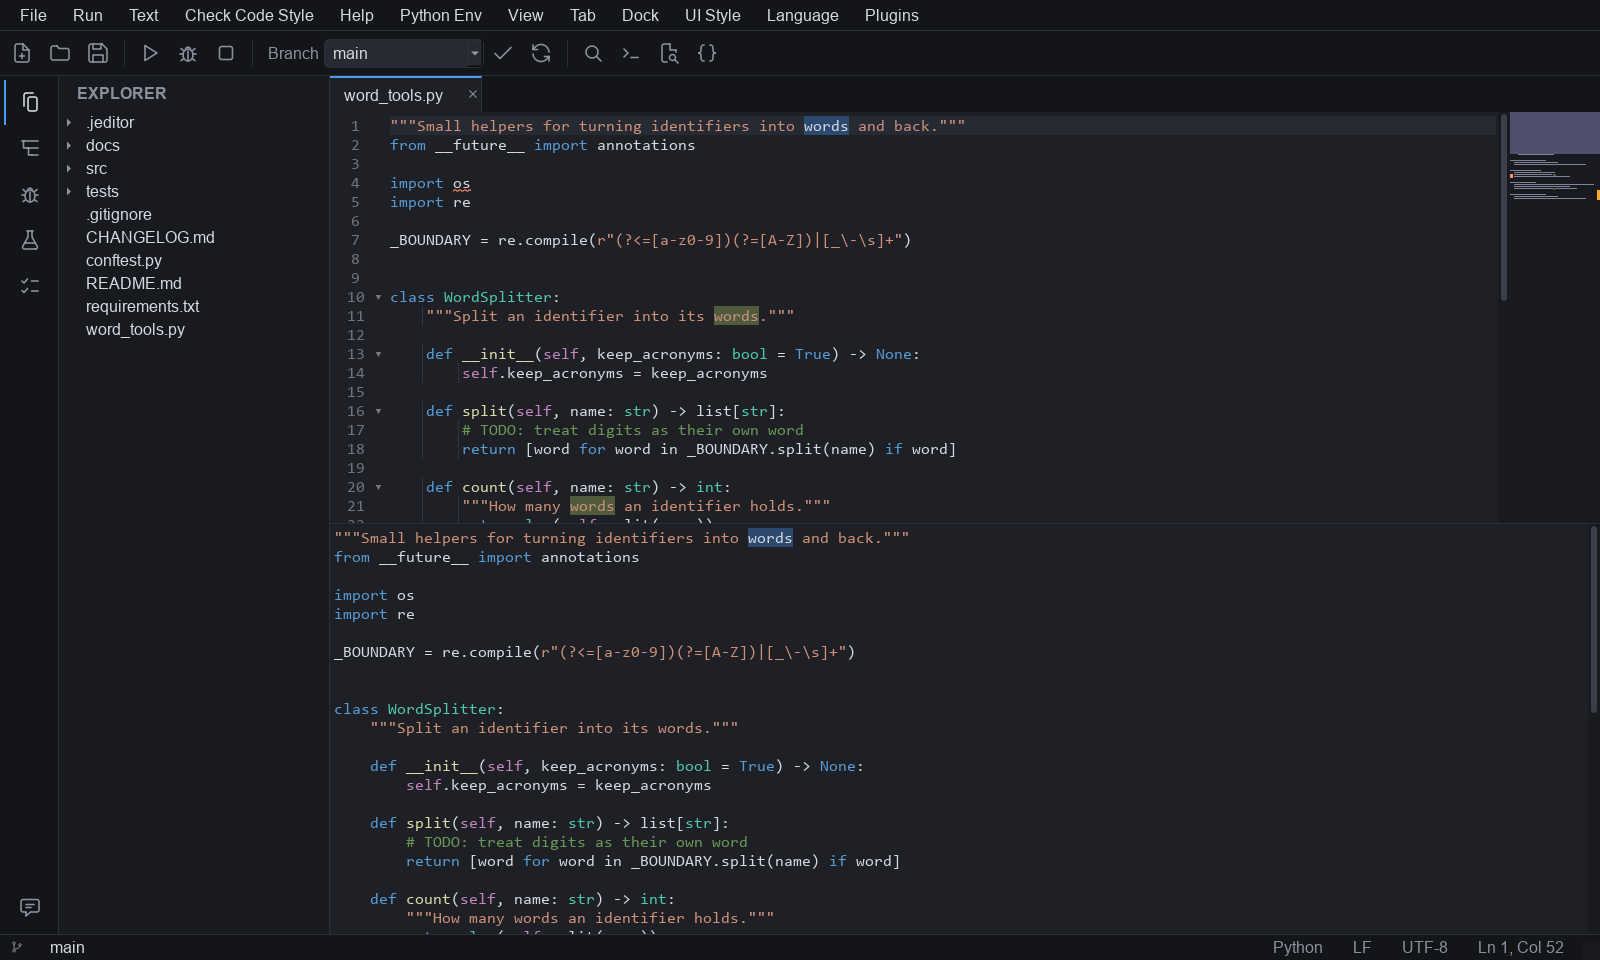 File Run Text Check Code Style Help Python Env View Tab Dock UI Style Language Plugins
Branch main
EXPLORER
.jeditor
docs
src
tests
.gitignore
CHANGELOG.md
conftest.py
README.md
requirements.txt
word_tools.py
word_tools.py ×
1 """Small helpers for turning identifiers into words and back."""
2 from __future__ import annotations
3
4 import os
5 import re
6
7 _BOUNDARY = re.compile(r"(?<=[a-z0-9])(?=[A-Z])|[_\-\s]+")
8
9
10 class WordSplitter:
11 """Split an identifier into its words."""
12
13 def __init__(self, keep_acronyms: bool = True) -> None:
14 self.keep_acronyms = keep_acronyms
15
16 def split(self, name: str) -> list[str]:
17 # TODO: treat digits as their own word
18 return [word for word in _BOUNDARY.split(name) if word]
19
20 def count(self, name: str) -> int:
21 """How many words an identifier holds."""
"""Small helpers for turning identifiers into words and back."""
from __future__ import annotations
import os
import re
_BOUNDARY = re.compile(r"(?<=[a-z0-9])(?=[A-Z])|[_\-\s]+")
class WordSplitter:
"""Split an identifier into its words."""
def __init__(self, keep_acronyms: bool = True) -> None:
self.keep_acronyms = keep_acronyms
def split(self, name: str) -> list[str]:
# TODO: treat digits as their own word
return [word for word in _BOUNDARY.split(name) if word]
def count(self, name: str) -> int:
"""How many words an identifier holds."""
main Python LF UTF-8 Ln 1, Col 52